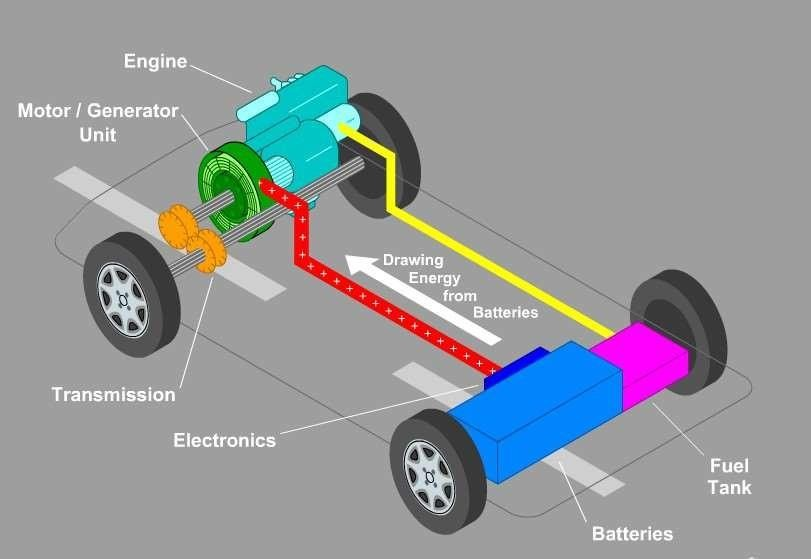 Engine
Motor / Generator
Unit
Drawing
Energy
from
Batteries
Transmission
Electronics
Fuel
Tank
Batteries